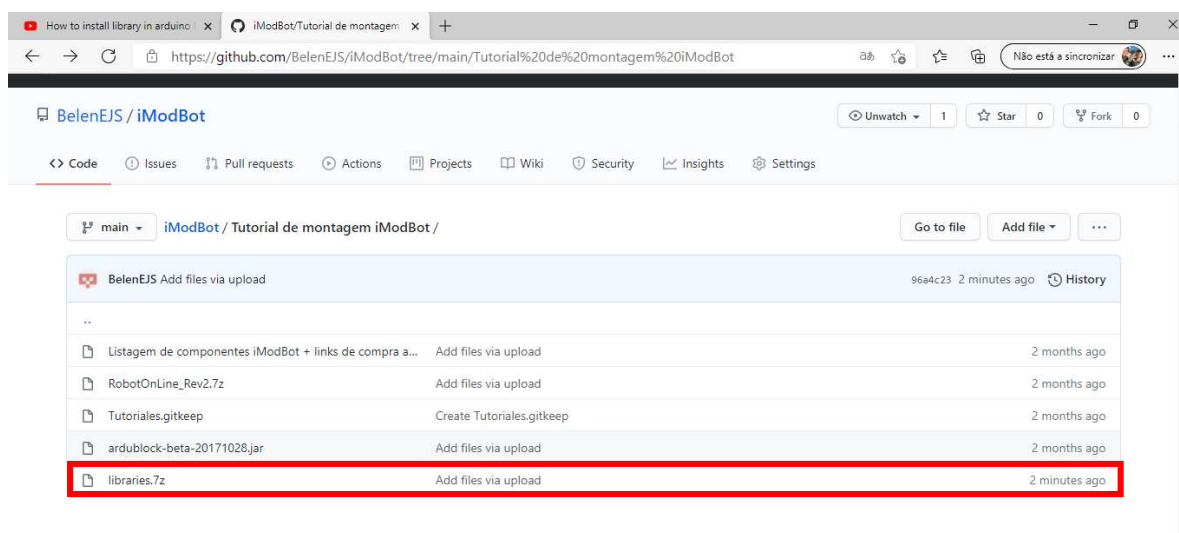 How to install library in arduino
iModBot/Tutorial de montagem
https://github.com/BelenEJS/iModBot/tree/main/Tutorial%20de%20montagem%20iModBot
Não está a sincronizar
BelenEJS / iModBot
Unwatch 1 Star 0 Fork 0
Code Issues Pull requests Actions Projects Wiki Security Insights Settings
main iModBot / Tutorial de montagem iModBot / Go to file Add file ...
BelenEJS Add files via upload 96a4c23 2 minutes ago History
..
Listagem de componentes iModBot + links de compra a... Add files via upload 2 months ago
RobotOnLine_Rev2.7z Add files via upload 2 months ago
Tutoriales.gitkeep Create Tutoriales.gitkeep 2 months ago
ardublock-beta-20171028.jar Add files via upload 2 months ago
libraries.7z Add files via upload 2 minutes ago